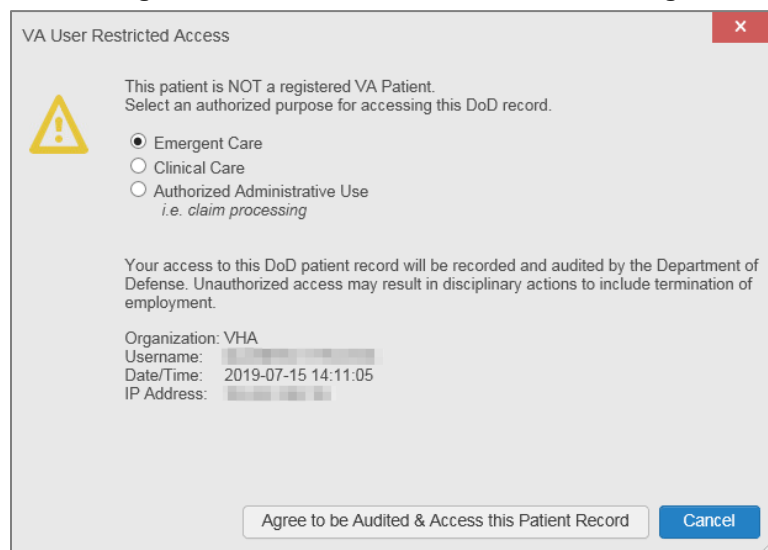 VA User Restricted Access
This patient is NOT a registered VA Patient.
Select an authorized purpose for accessing this DoD record.
Emergent Care
Clinical Care
Authorized Administrative Use
i.e. claim processing
Your access to this DoD patient record will be recorded and audited by the Department of
Defense. Unauthorized access may result in disciplinary actions to include termination of
employment.
Organization: VHA
Username:
Date/Time: 2019-07-15 14:11:05
IP Address:
Agree to be Audited & Access this Patient Record
Cancel